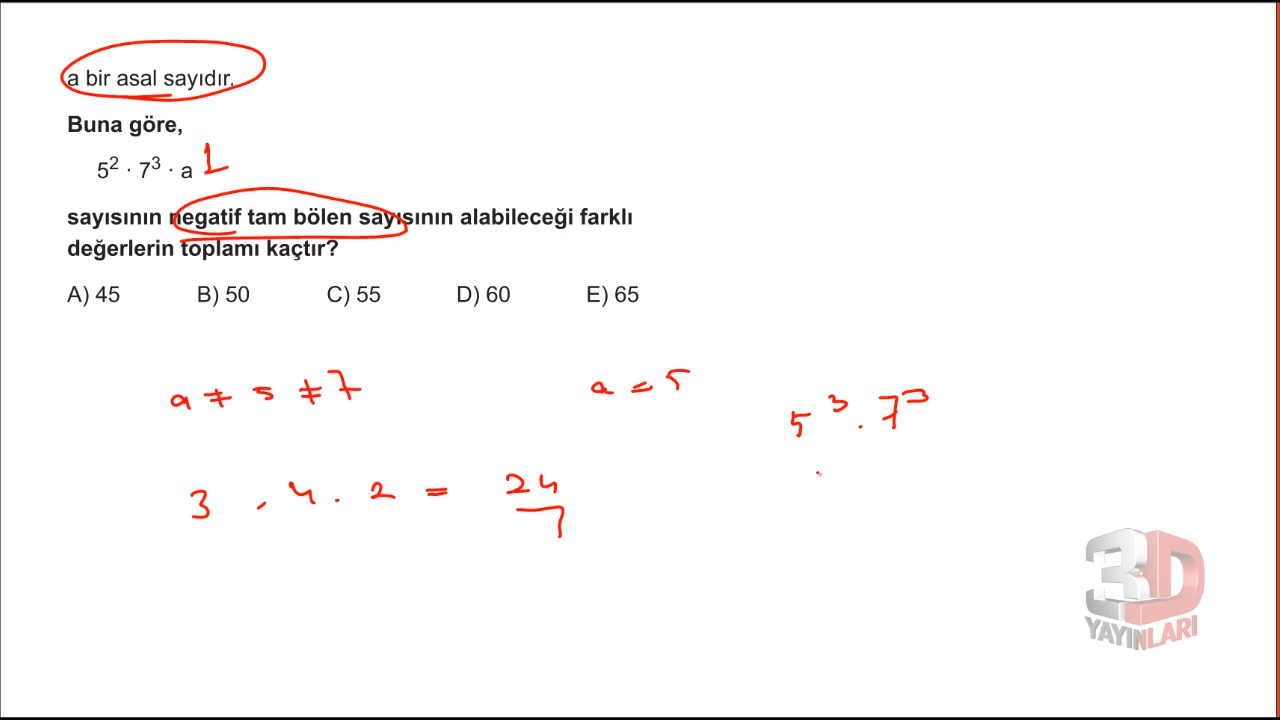 a bir asal sayıdır.
Buna göre,
5² · 7³ · a 1
sayısının negatif tam bölen sayısının alabileceği farklı
değerlerin toplamı kaçtır?
A) 45 B) 50 C) 55 D) 60 E) 65
a ≠ 5 ≠ 7 a = 5
5³ . 7³
3 . 4 . 2 = 24
3D
YAYINLARI